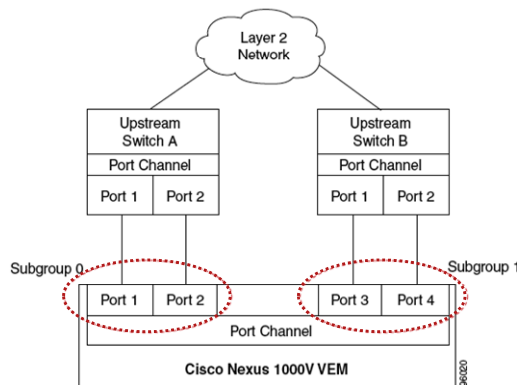 Layer 2
Network
Upstream
Switch A
Upstream
Switch B
Port Channel
Port Channel
Port 1
Port 2
Port 1
Port 2
Subgroup 0
Subgroup 1
Port 1
Port 2
Port 3
Port 4
Port Channel
Cisco Nexus 1000V VEM